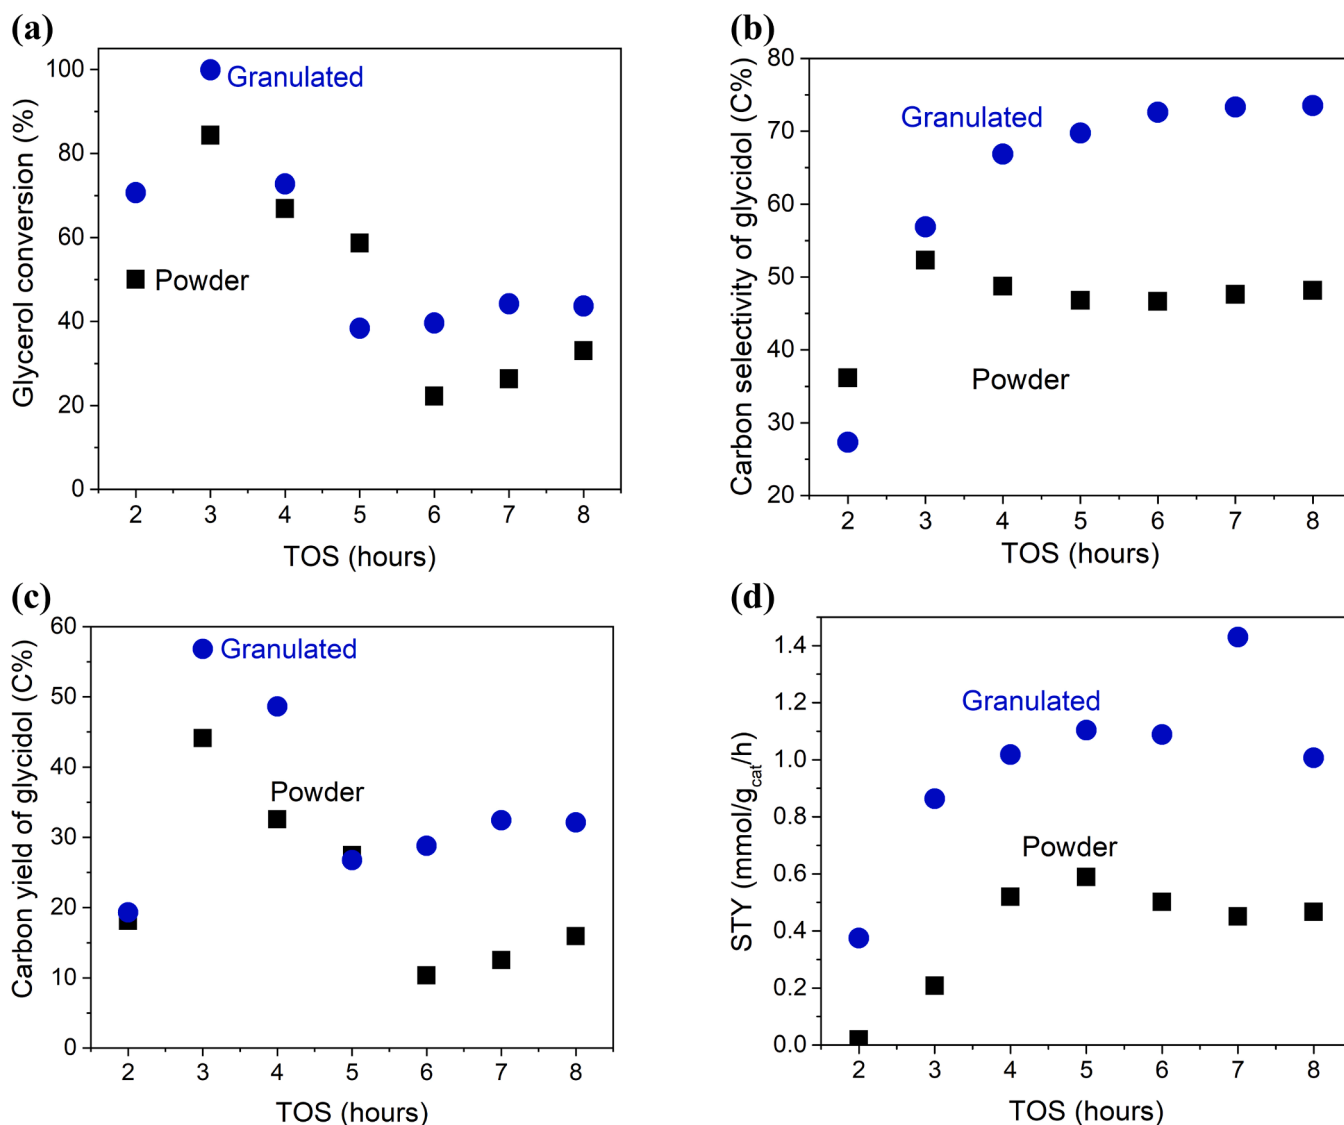 (a)
Glycerol conversion (%)
100
80
60
40
20
0
Granulated
Powder
2 3 4 5 6 7 8
TOS (hours)
(b)
Carbon selectivity of glycidol (C%)
80
70
60
50
40
30
20
Granulated
Powder
2 3 4 5 6 7 8
TOS (hours)
(c)
Carbon yield of glycidol (C%)
60
50
40
30
20
10
0
Granulated
Powder
2 3 4 5 6 7 8
TOS (hours)
(d)
STY (mmol/g_cat/h)
1.4
1.2
1.0
0.8
0.6
0.4
0.2
0.0
Granulated
Powder
2 3 4 5 6 7 8
TOS (hours)